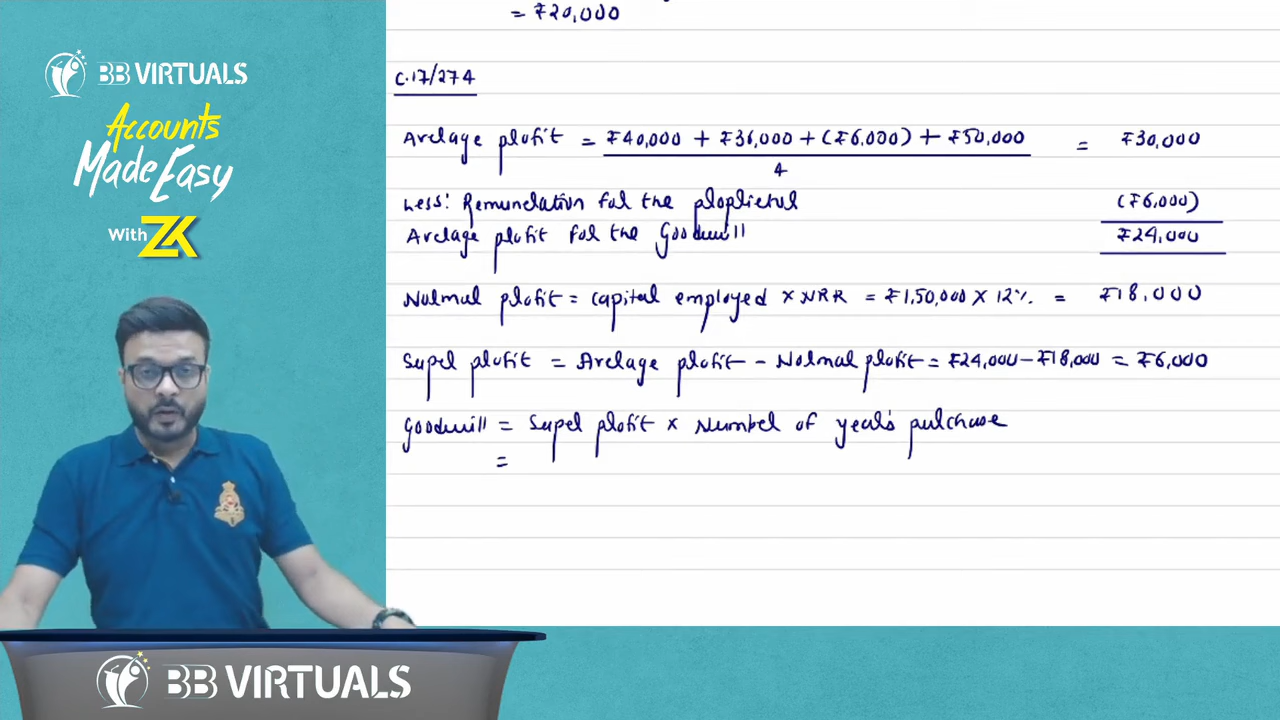 = ₹20,000
BB VIRTUALS
Accounts
Made Easy
With ZK
C.17/274
Average profit = ₹40,000 + ₹36,000 + (₹6,000) + ₹50,000 = ₹30,000
4
Less: Remuneration for the proprietor (₹6,000)
Average profit for the Goodwill ₹24,000
Normal profit = capital employed × NRR = ₹1,50,000 × 12% = ₹18,000
Super profit = Average profit - Normal profit = ₹24,000 - ₹18,000 = ₹6,000
Goodwill = Super profit × Number of year's purchase
=
BB VIRTUALS